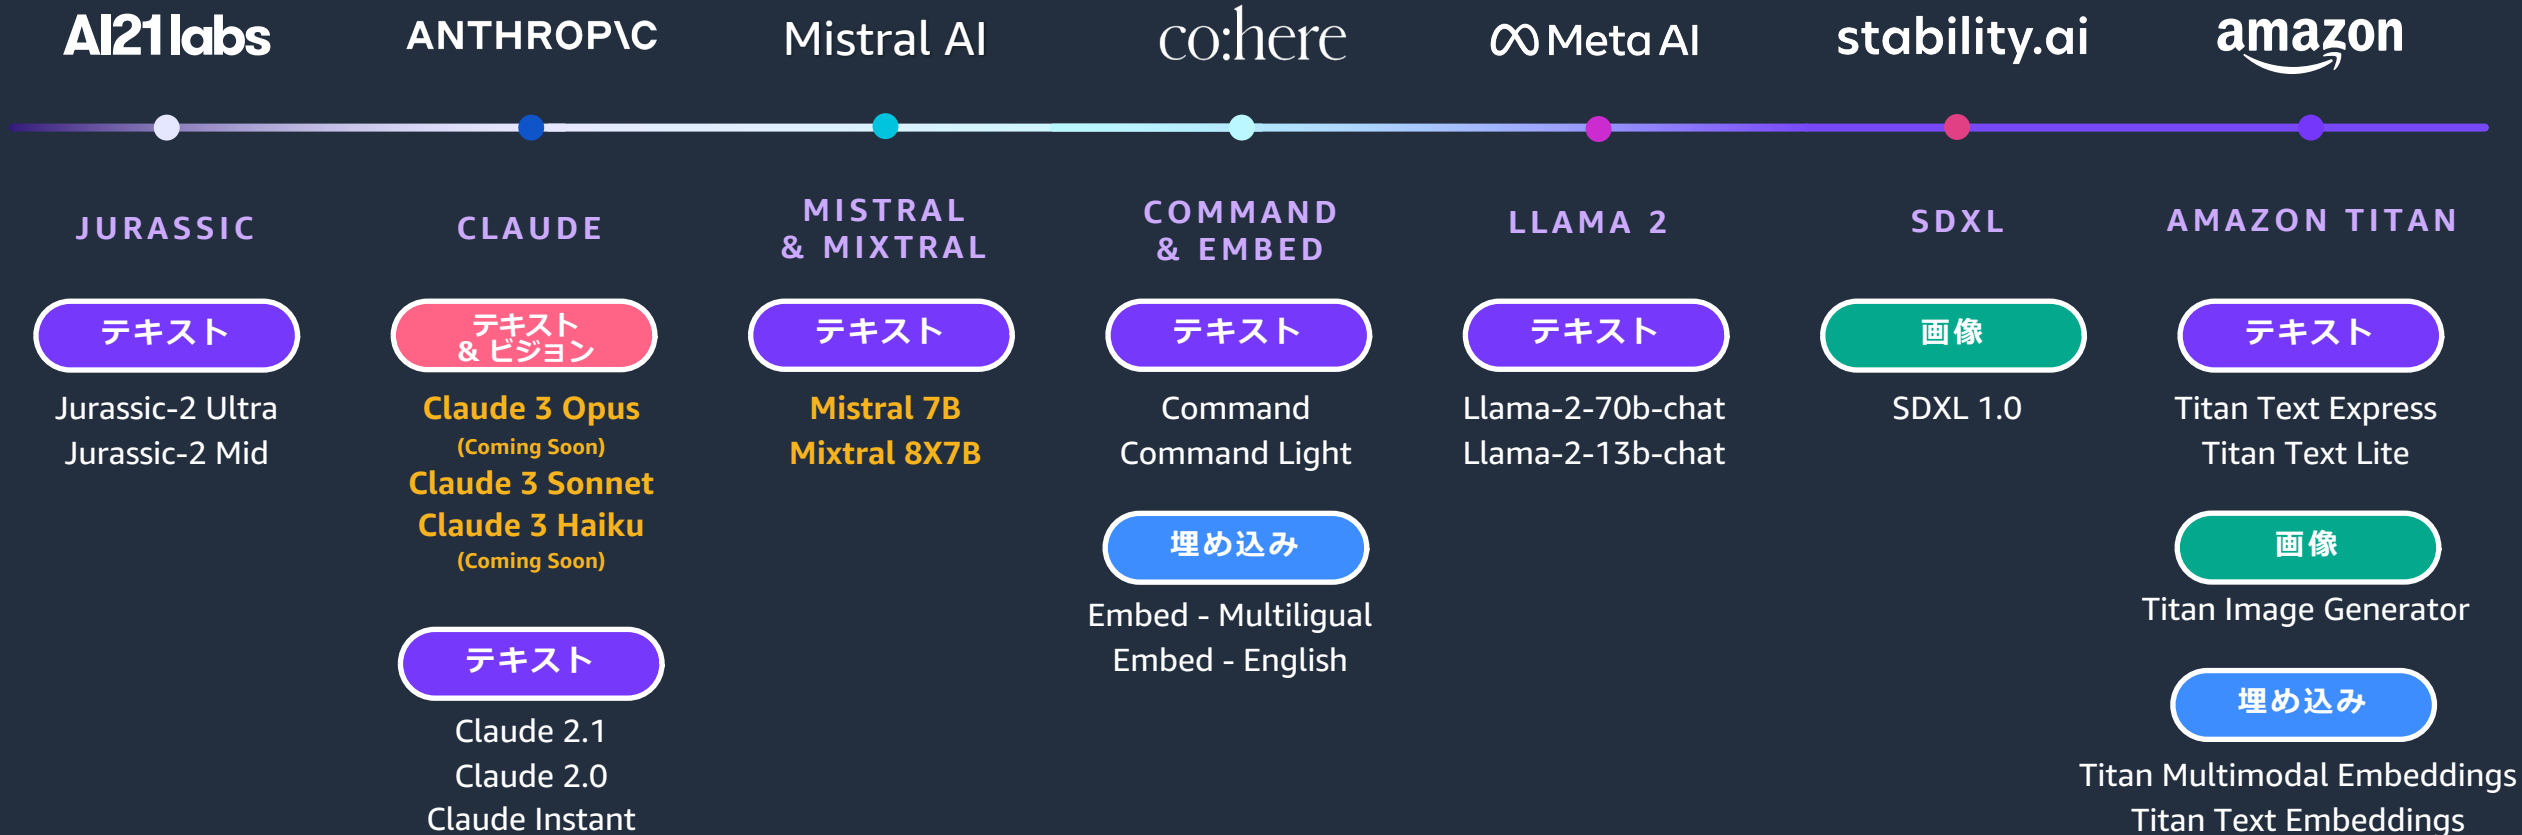 AI21labs
ANTHROP\C
Mistral AI
co:here
Meta AI
stability.ai
amazon
JURASSIC
テキスト
Jurassic-2 Ultra
Jurassic-2 Mid
CLAUDE
テキスト
& ビジョン
Claude 3 Opus
(Coming Soon)
Claude 3 Sonnet
Claude 3 Haiku
(Coming Soon)
テキスト
Claude 2.1
Claude 2.0
Claude Instant
MISTRAL
& MIXTRAL
テキスト
Mistral 7B
Mixtral 8X7B
COMMAND
& EMBED
テキスト
Command
Command Light
埋め込み
Embed - Multiligual
Embed - English
LLAMA 2
テキスト
Llama-2-70b-chat
Llama-2-13b-chat
SDXL
画像
SDXL 1.0
AMAZON TITAN
テキスト
Titan Text Express
Titan Text Lite
画像
Titan Image Generator
埋め込み
Titan Multimodal Embeddings
Titan Text Embeddings